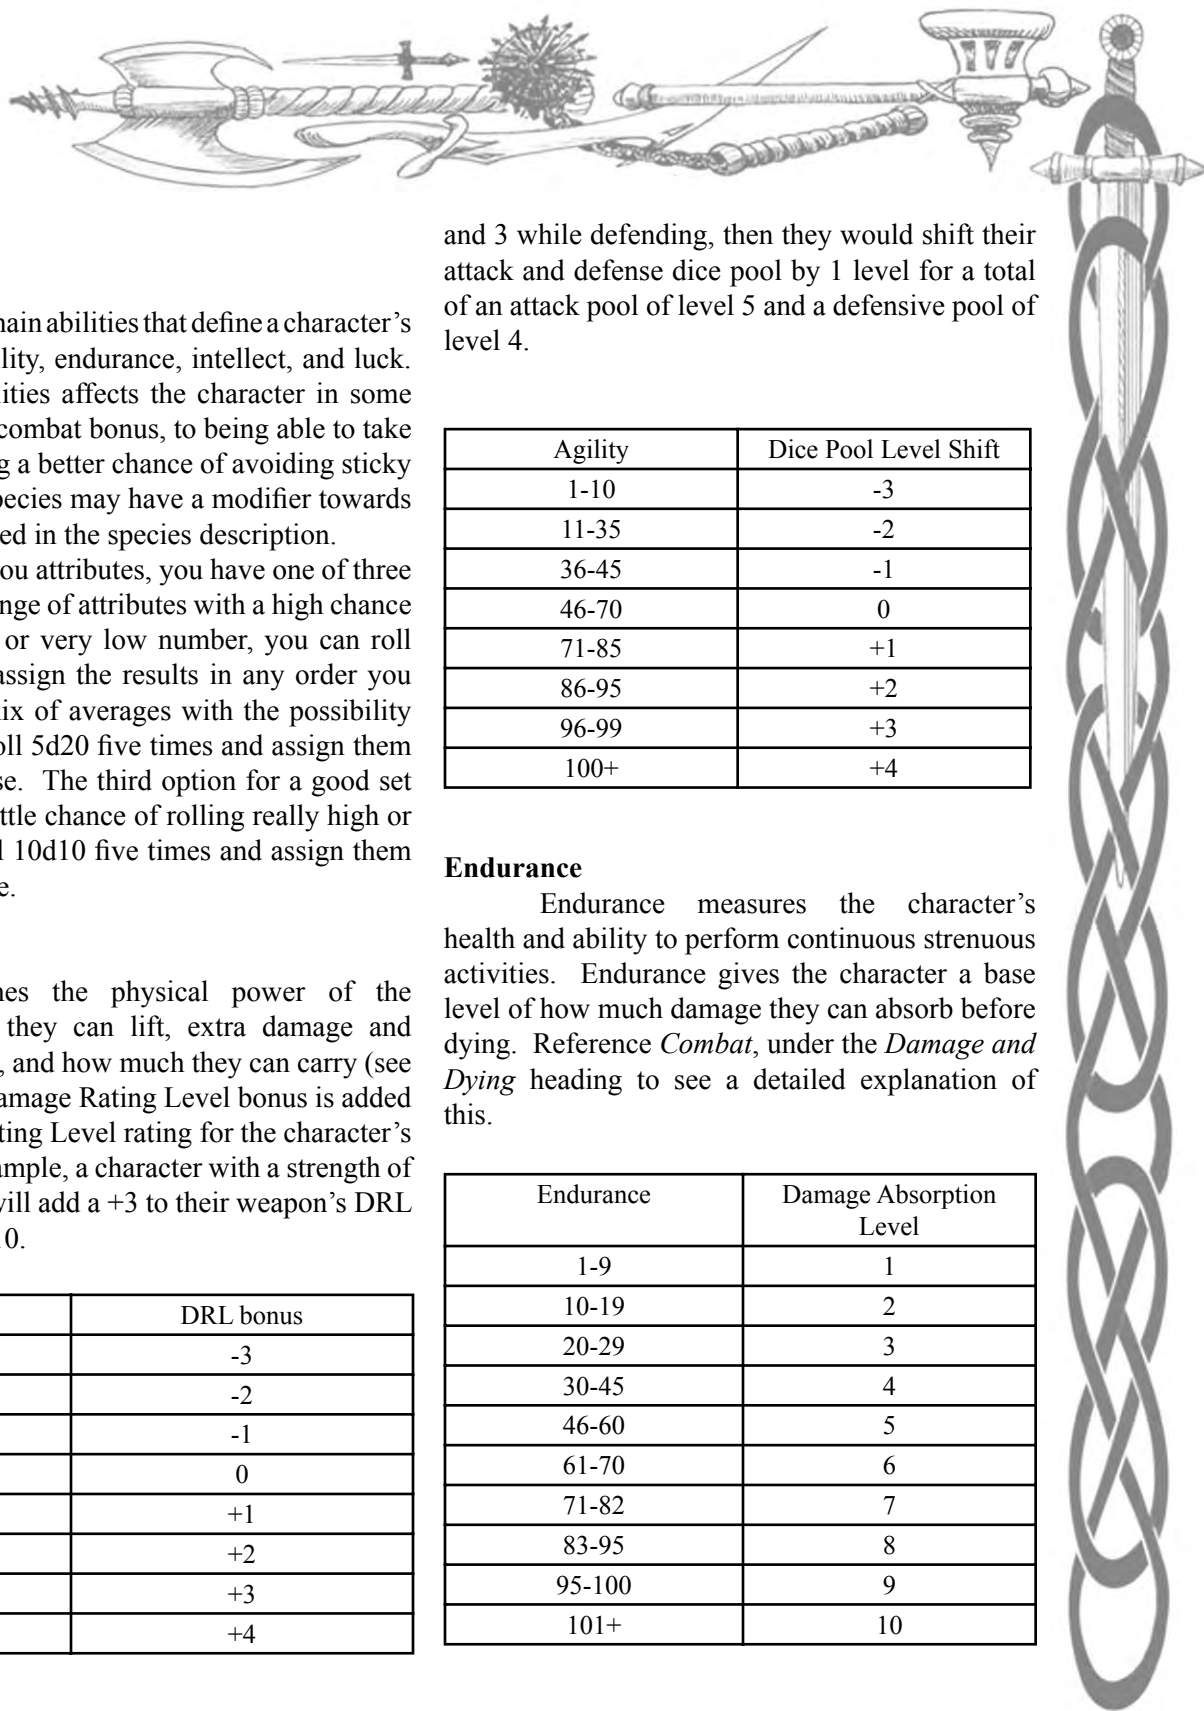 main abilities that define a character's
lity, endurance, intellect, and luck.
lities affects the character in some
combat bonus, to being able to take
g a better chance of avoiding sticky
pecies may have a modifier towards
ed in the species description.
ou attributes, you have one of three
nge of attributes with a high chance
or very low number, you can roll
assign the results in any order you
ix of averages with the possibility
oll 5d20 five times and assign them
se. The third option for a good set
ttle chance of rolling really high or
l 10d10 five times and assign them
e.
nes the physical power of the
they can lift, extra damage and
, and how much they can carry (see
amage Rating Level bonus is added
ting Level rating for the character's
ample, a character with a strength of
will add a +3 to their weapon's DRL
0.
DRL bonus
-3
-2
-1
0
+1
+2
+3
+4
and 3 while defending, then they would shift their
attack and defense dice pool by 1 level for a total
of an attack pool of level 5 and a defensive pool of
level 4.
Agility Dice Pool Level Shift
1-10 -3
11-35 -2
36-45 -1
46-70 0
71-85 +1
86-95 +2
96-99 +3
100+ +4
Endurance
Endurance measures the character's
health and ability to perform continuous strenuous
activities. Endurance gives the character a base
level of how much damage they can absorb before
dying. Reference Combat, under the Damage and
Dying heading to see a detailed explanation of
this.
Endurance Damage Absorption
Level
1-9 1
10-19 2
20-29 3
30-45 4
46-60 5
61-70 6
71-82 7
83-95 8
95-100 9
101+ 10